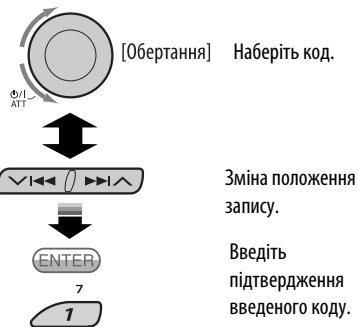 [Обертання] Наберіть код.
⏻/I
ATT
Зміна положення
запису.
ENTER
Введіть
підтвердження
введеного коду.
7
1